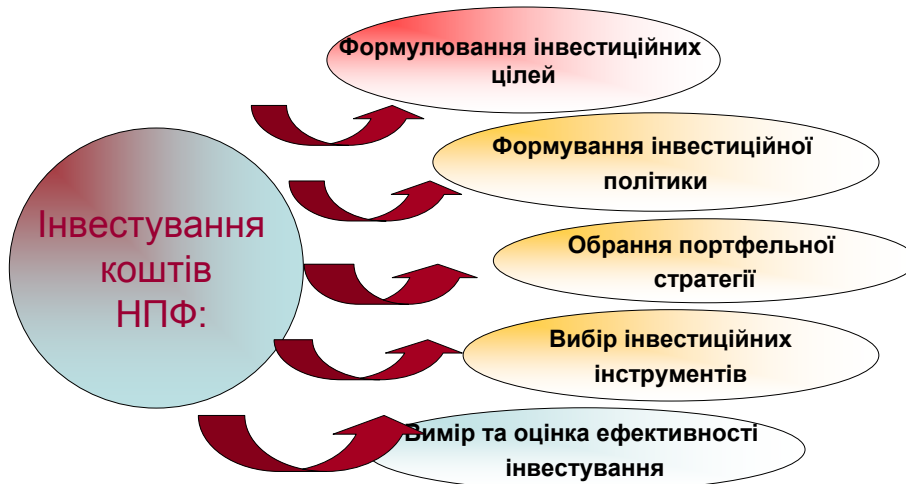 Формулювання інвестиційних
цілей
Формування інвестиційної
політики
Інвестування
коштів
НПФ:
Обрання портфельної
стратегії
Вибір інвестиційних
інструментів
Вимір та оцінка ефективності
інвестування